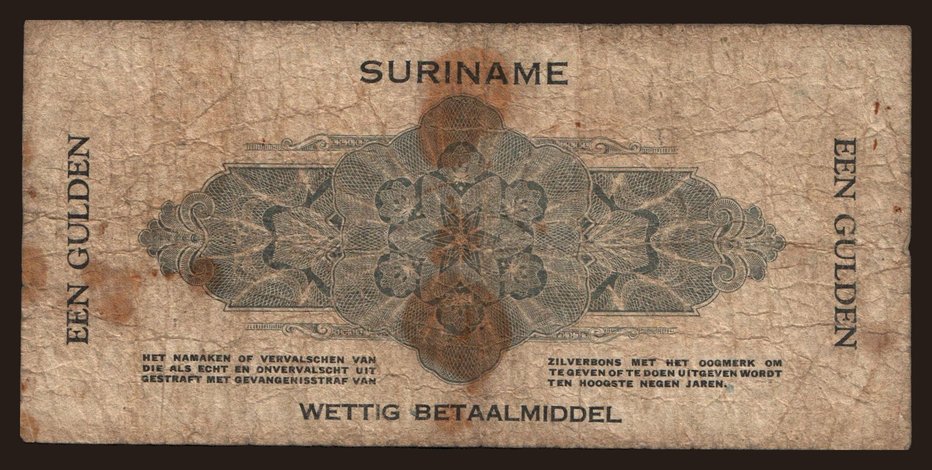 SURINAME
EEN GULDEN
EEN GULDEN
HET NAMAKEN OF VERVALSCHEN VAN
DIE ALS ECHT EN ONVERVALSCHT UIT
GESTRAFT MET GEVANGENISSTRAF VAN
ZILVERBONS MET HET OOGMERK OM
TE GEVEN OF TE DOEN UITGEVEN WORDT
TEN HOOGSTE NEGEN JAREN.
WETTIG BETAALMIDDEL